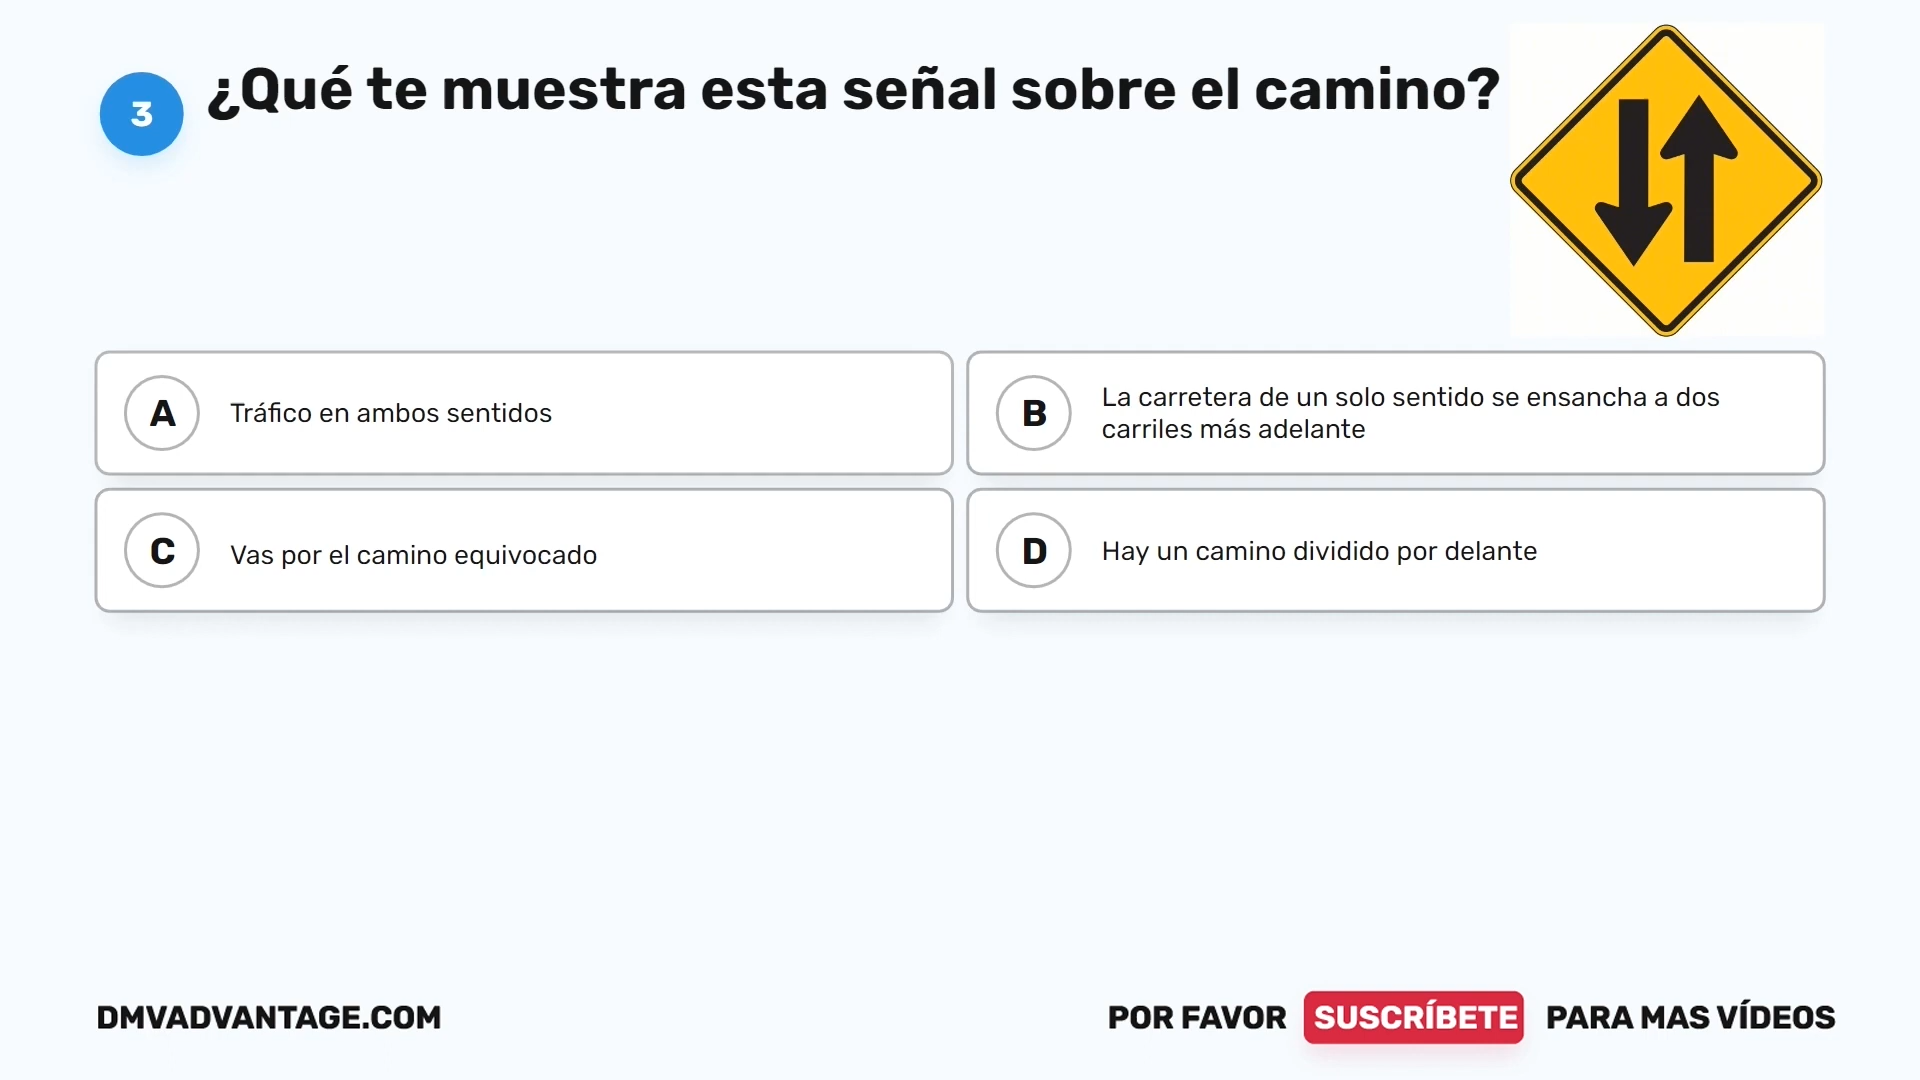 3
¿Qué te muestra esta señal sobre el camino?
A
Tráfico en ambos sentidos
B
La carretera de un solo sentido se ensancha a dos
carriles más adelante
C
Vas por el camino equivocado
D
Hay un camino dividido por delante
DMVADVANTAGE.COM
POR FAVOR SUSCRÍBETE PARA MAS VÍDEOS